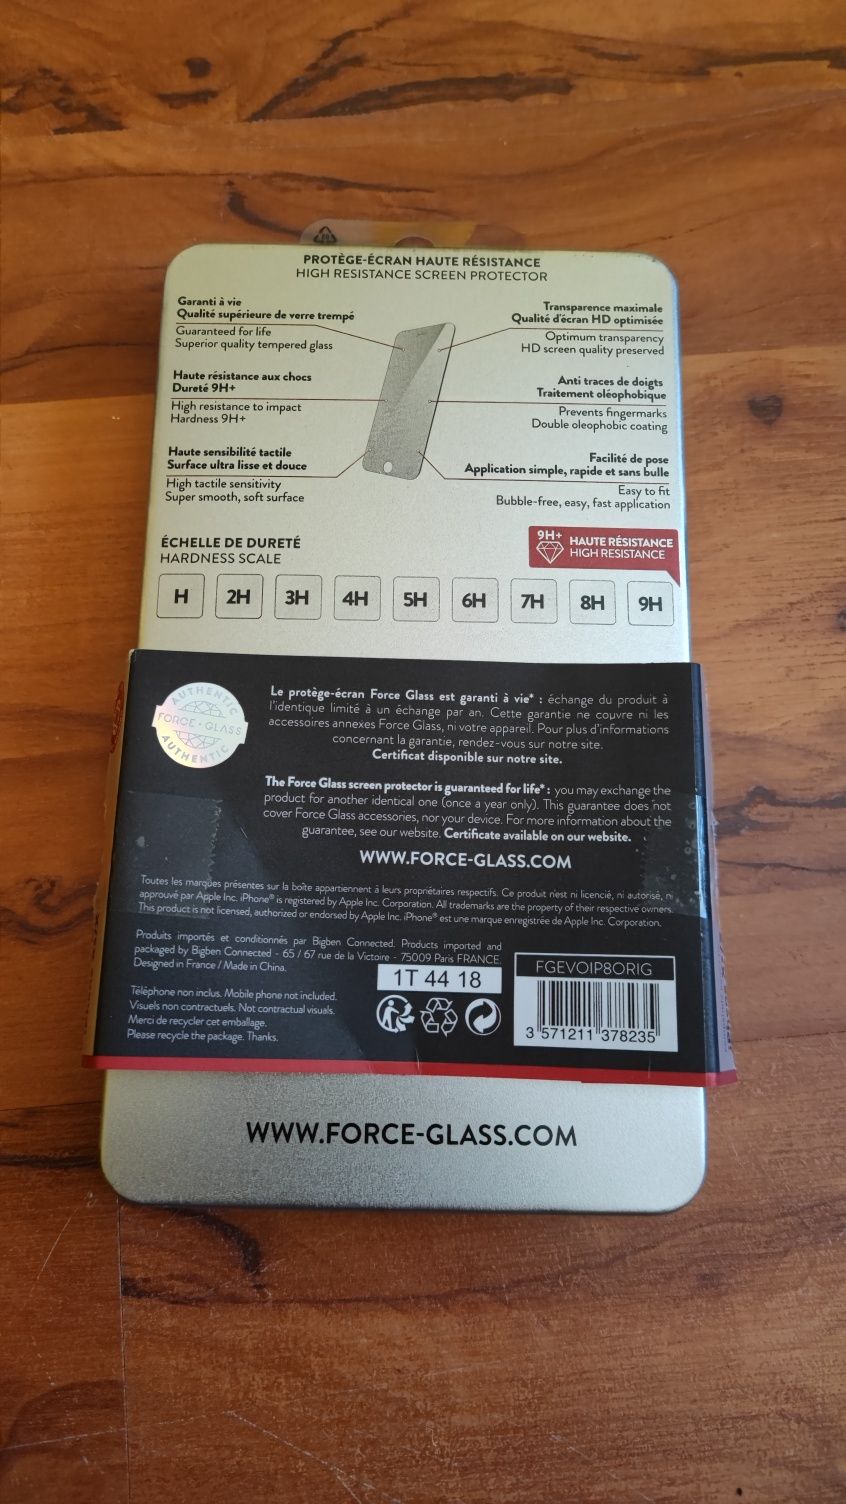 PROTÈGE-ÉCRAN HAUTE RÉSISTANCE
HIGH RESISTANCE SCREEN PROTECTOR
Garanti à vie
Qualité supérieure de verre trempé
Guaranteed for life
Superior quality tempered glass
Transparence maximale
Qualité d'écran HD optimisée
Optimum transparency
HD screen quality preserved
Haute résistance aux chocs
Dureté 9H+
High resistance to impact
Hardness 9H+
Anti traces de doigts
Traitement oléophobique
Prevents fingermarks
Double oleophobic coating
Haute sensibilité tactile
Surface ultra lisse et douce
High tactile sensitivity
Super smooth, soft surface
Facilité de pose
Application simple, rapide et sans bulle
Easy to fit
Bubble-free, easy, fast application
ÉCHELLE DE DURETÉ
HARDNESS SCALE
9H+
HAUTE RÉSISTANCE
HIGH RESISTANCE
H 2H 3H 4H 5H 6H 7H 8H 9H
AUTHENTIC
FORCE-GLASS
AUTHENTIC
Le protège-écran Force Glass est garanti à vie* : échange du produit à
l'identique limité à un échange par an. Cette garantie ne couvre ni les
accessoires annexes Force Glass, ni votre appareil. Pour plus d'informations
concernant la garantie, rendez-vous sur notre site.
Certificat disponible sur notre site.
The Force Glass screen protector is guaranteed for life* : you may exchange the
product for another identical one (once a year only). This guarantee does not
cover Force Glass accessories, nor your device. For more information about the
guarantee, see our website. Certificate available on our website.
WWW.FORCE-GLASS.COM
Toutes les marques présentes sur la boîte appartiennent à leurs propriétaires respectifs. Ce produit n'est ni licencié, ni autorisé, ni
approuvé par Apple Inc. iPhone® is registered by Apple Inc. Corporation. All trademarks are the property of their respective owners.
This product is not licensed, authorized or endorsed by Apple Inc. iPhone® est une marque enregistrée de Apple Inc. Corporation.
Produits importés et conditionnés par Bigben Connected. Products imported and
packaged by Bigben Connected - 65 / 67 rue de la Victoire - 75009 Paris FRANCE.
Designed in France / Made in China.
1T 44 18
FGEVOIP8ORIG
Téléphone non inclus. Mobile phone not included.
Visuels non contractuels. Not contractual visuals.
Merci de recycler cet emballage.
Please recycle the package. Thanks.
3 571211 378235
WWW.FORCE-GLASS.COM